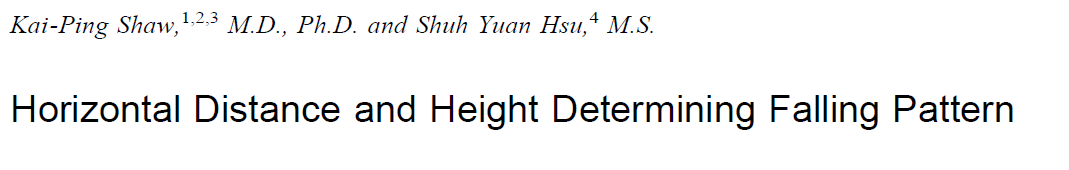 Kai-Ping Shaw,1,2,3 M.D., Ph.D. and Shuh Yuan Hsu,4 M.S.
Horizontal Distance and Height Determining Falling Pattern